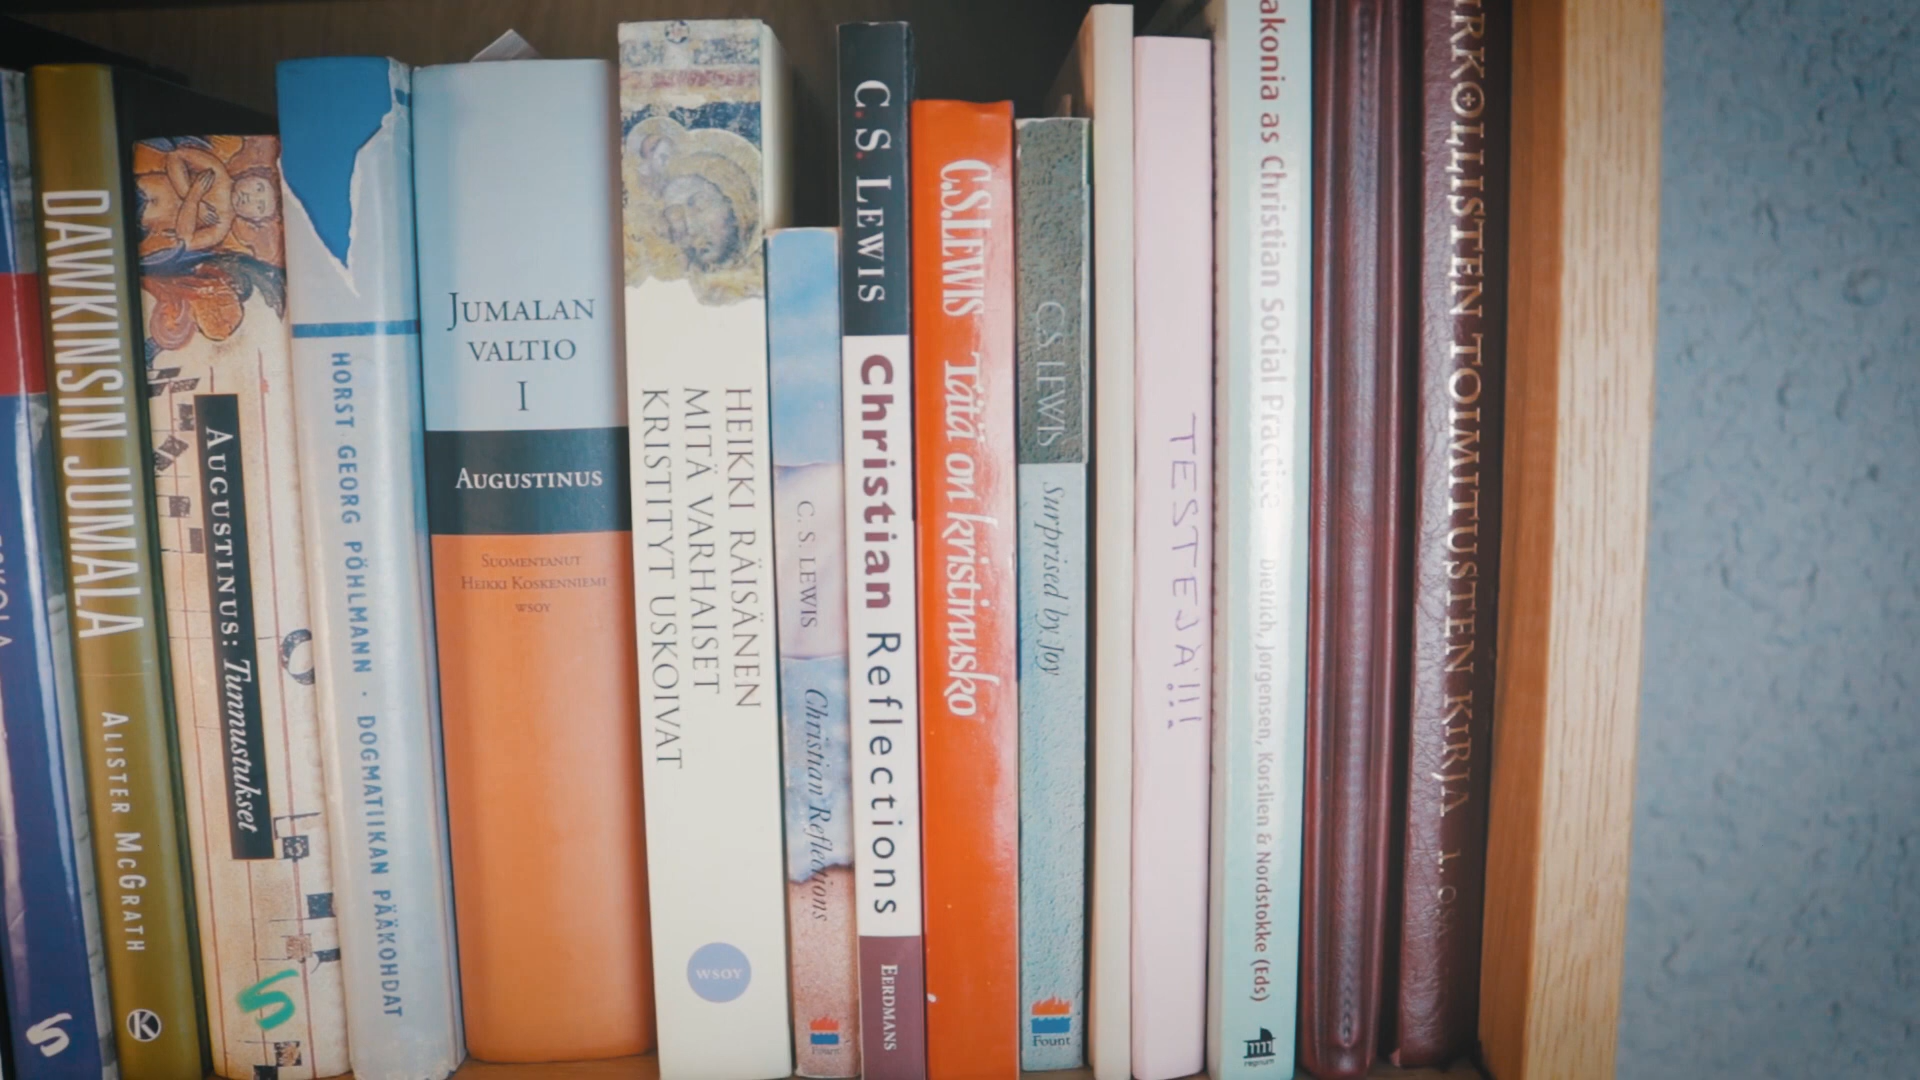 DAWKINSIN JUMALA
ALISTER MCGRATH
K
AUGUSTINUS: Tunnustukset
HORST GEORG PÖHLMANN · DOGMATIIKAN PÄÄKOHDAT
JUMALAN
VALTIO
I
AUGUSTINUS
SUOMENTANUT
HEIKKI KOSKENNIEMI
WSOY
HEIKKI RÄISÄNEN
MITÄ VARHAISET
KRISTITYT USKOIVAT
WSOY
C. S. LEWIS
Christian Reflections
Fount
C. S. LEWIS
Christian Reflections
EERDMANS
C.S. LEWIS
Tätä on kristinusko
C.S. LEWIS
Surprised by Joy
Fount
TESTEJÄ!!!
akonia as Christian Social Practice
Dietrich, Jorgensen, Korslien & Nordstokke (Eds)
regnum
IRKOLLISTEN TOIMITUSTEN KIRJA
1. OSA